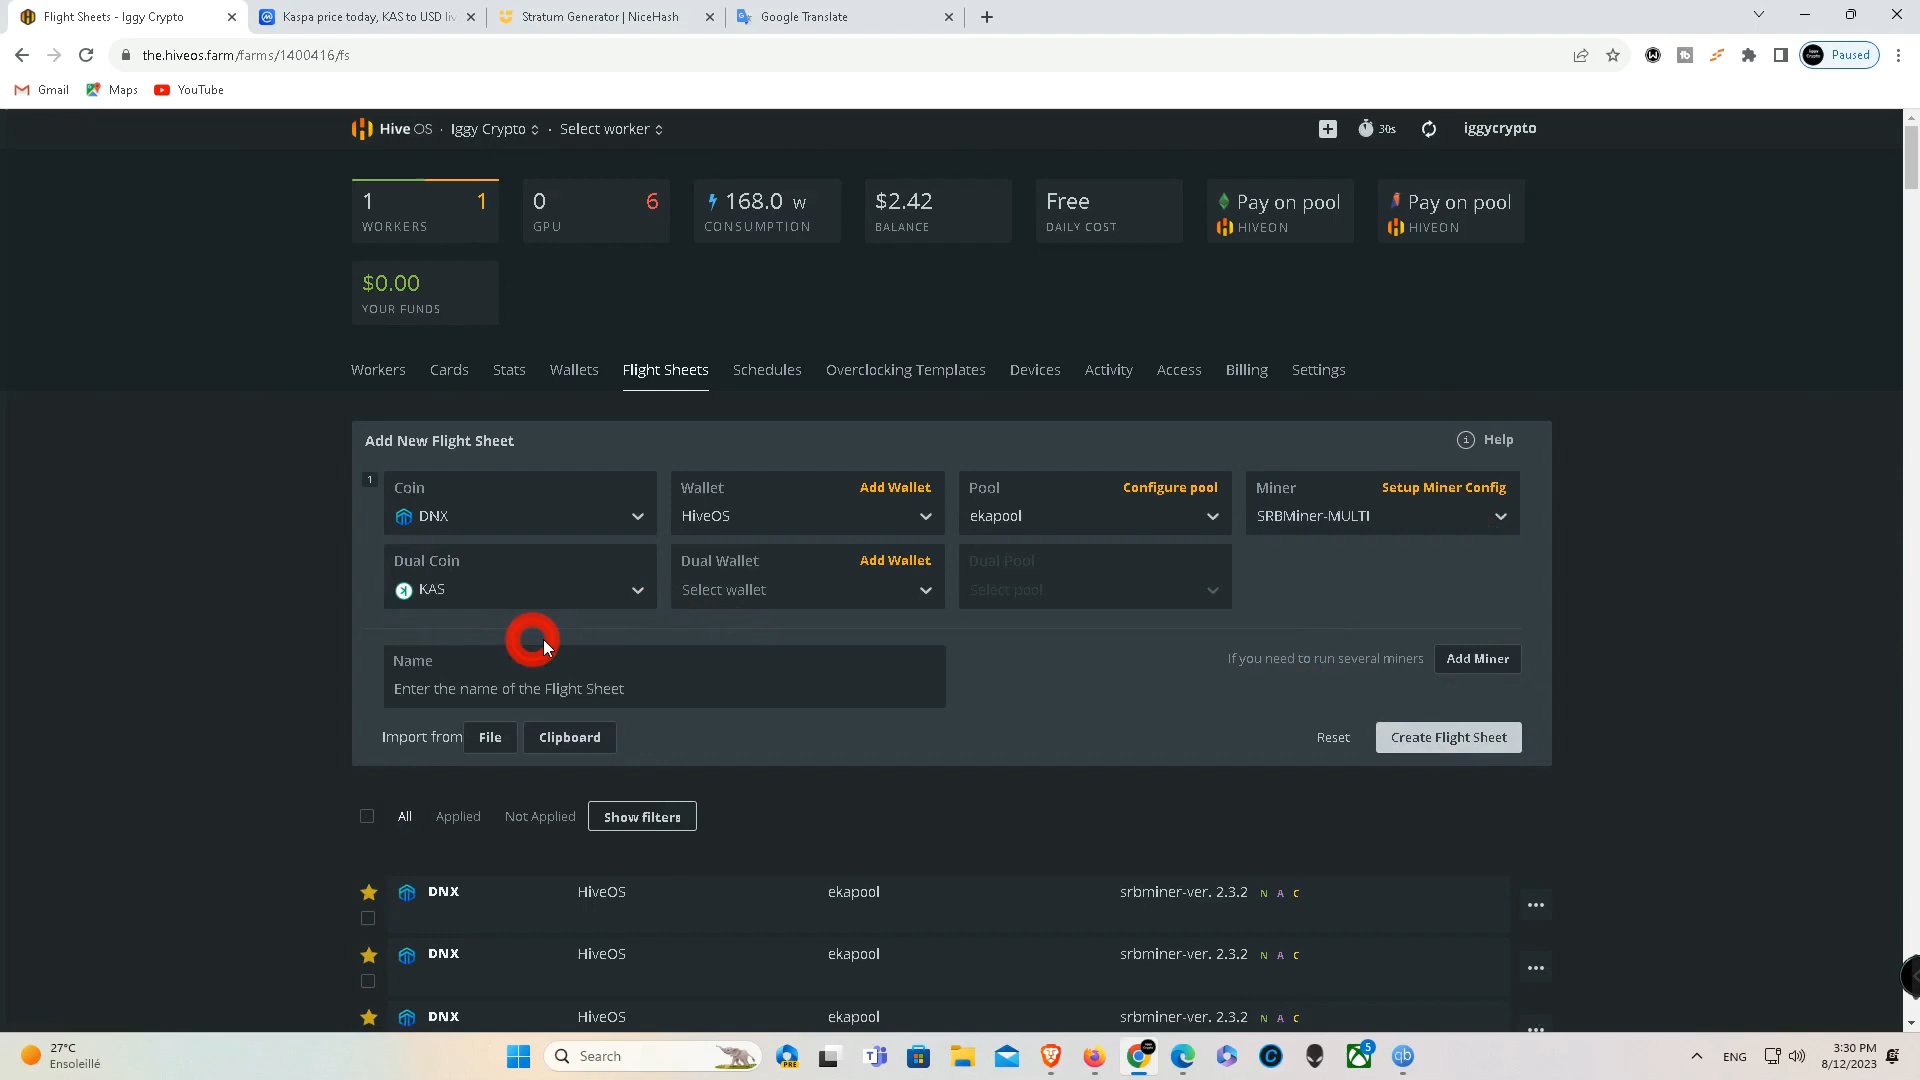 Flight Sheets - Iggy Crypto
Kaspa price today, KAS to USD liv
Stratum Generator | NiceHash
Google Translate
the.hiveos.farm/farms/1400416/fs
Paused
Gmail Maps YouTube
Hive OS · Iggy Crypto · Select worker
30s
iggycrypto
1 1
WORKERS
0 6
GPU
168.0 W
CONSUMPTION
$2.42
BALANCE
Free
DAILY COST
Pay on pool
HIVEON
Pay on pool
HIVEON
$0.00
YOUR FUNDS
Workers Cards Stats Wallets Flight Sheets Schedules Overclocking Templates Devices Activity Access Billing Settings
Add New Flight Sheet
Help
1
Coin
DNX
Wallet Add Wallet
HiveOS
Pool Configure pool
ekapool
Miner Setup Miner Config
SRBMiner-MULTI
Dual Coin
KAS
Dual Wallet Add Wallet
Select wallet
Dual Pool
Select pool
Name
Enter the name of the Flight Sheet
If you need to run several miners Add Miner
Import from File Clipboard
Reset Create Flight Sheet
All Applied Not Applied Show filters
DNX HiveOS ekapool srbminer-ver. 2.3.2 N A C
DNX HiveOS ekapool srbminer-ver. 2.3.2 N A C
DNX HiveOS ekapool srbminer-ver. 2.3.2 N A C
27°C
Ensoleillé
Search
PRE
5
qb
ENG
3:30 PM
8/12/2023